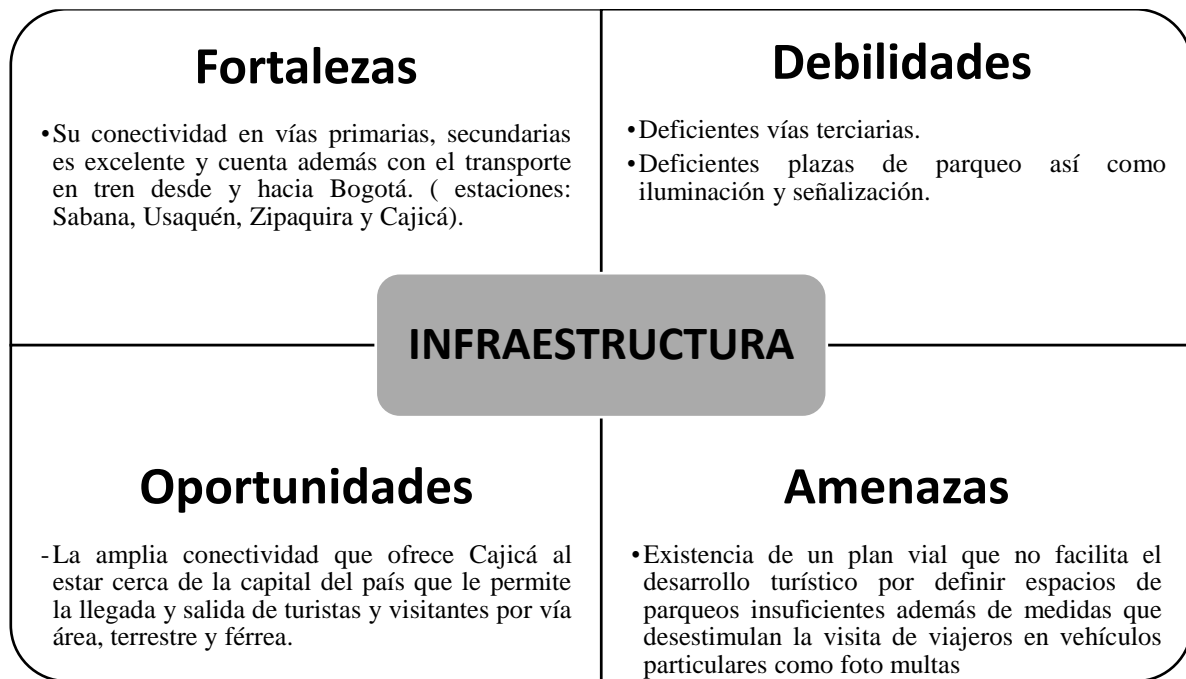 Fortalezas
•Su conectividad en vías primarias, secundarias
es excelente y cuenta además con el transporte
en tren desde y hacia Bogotá. ( estaciones:
Sabana, Usaquén, Zipaquira y Cajicá).
Debilidades
•Deficientes vías terciarias.
•Deficientes plazas de parqueo así como
iluminación y señalización.
INFRAESTRUCTURA
Oportunidades
-La amplia conectividad que ofrece Cajicá al
estar cerca de la capital del país que le permite
la llegada y salida de turistas y visitantes por vía
área, terrestre y férrea.
Amenazas
•Existencia de un plan vial que no facilita el
desarrollo turístico por definir espacios de
parqueos insuficientes además de medidas que
desestimulan la visita de viajeros en vehículos
particulares como foto multas